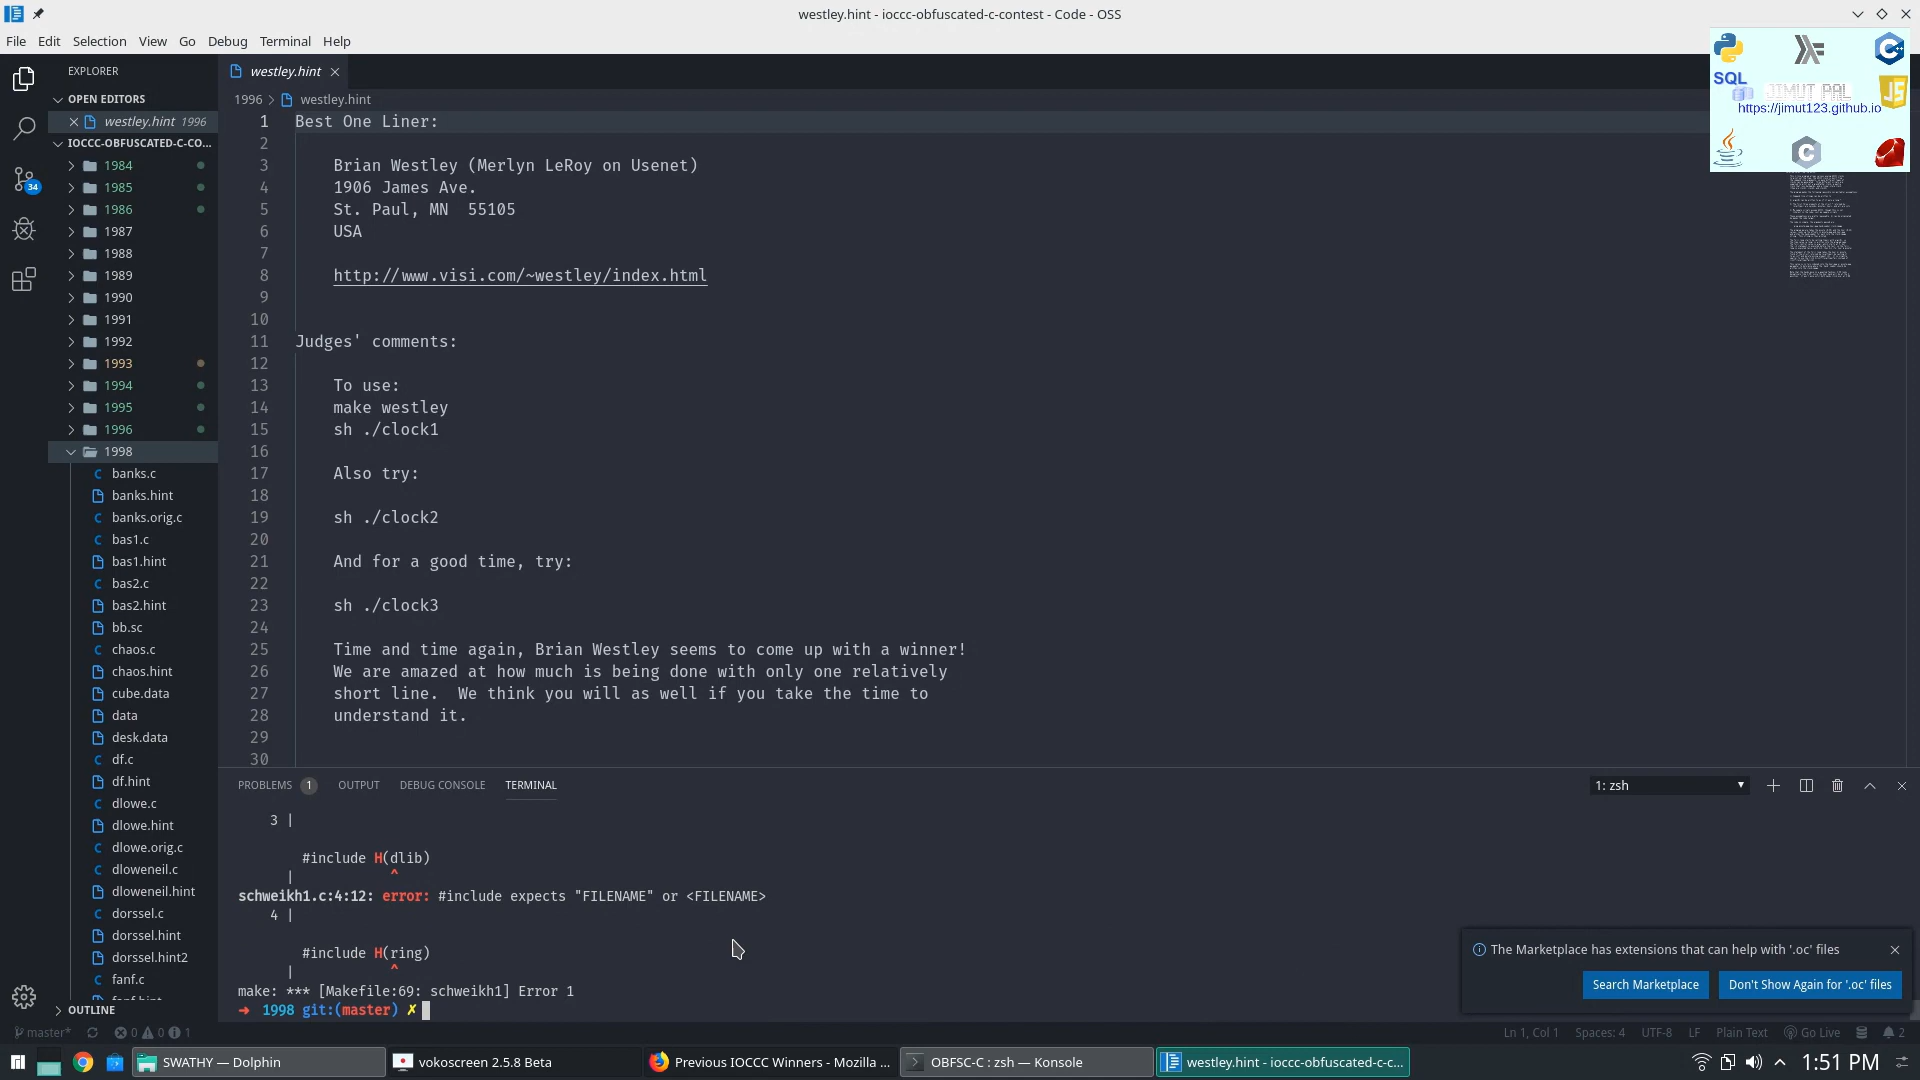 westley.hint - ioccc-obfuscated-c-contest - Code - OSS
File Edit Selection View Go Debug Terminal Help
EXPLORER
OPEN EDITORS
westley.hint 1996
IOCCC-OBFUSCATED-C-CO...
1984
1985
1986
1987
1988
1989
1990
1991
1992
1993
1994
1995
1996
1998
banks.c
banks.hint
banks.orig.c
bas1.c
bas1.hint
bas2.c
bas2.hint
bb.sc
chaos.c
chaos.hint
cube.data
data
desk.data
df.c
df.hint
dlowe.c
dlowe.hint
dlowe.orig.c
dloweneil.c
dloweneil.hint
dorssel.c
dorssel.hint
dorssel.hint2
fanf.c
OUTLINE
34
westley.hint
1996 > westley.hint
1 Best One Liner:
2
3 Brian Westley (Merlyn LeRoy on Usenet)
4 1906 James Ave.
5 St. Paul, MN 55105
6 USA
7
8 http://www.visi.com/~westley/index.html
9
10
11 Judges' comments:
12
13 To use:
14 make westley
15 sh ./clock1
16
17 Also try:
18
19 sh ./clock2
20
21 And for a good time, try:
22
23 sh ./clock3
24
25 Time and time again, Brian Westley seems to come up with a winner!
26 We are amazed at how much is being done with only one relatively
27 short line. We think you will as well if you take the time to
28 understand it.
29
30
SQL
JIMUT PAL
JS
https://jimut123.github.io
C
PROBLEMS 1 OUTPUT DEBUG CONSOLE TERMINAL
1: zsh
3 |
#include H(dlib)
| ^
schweikh1.c:4:12: error: #include expects "FILENAME" or <FILENAME>
4 |
#include H(ring)
| ^
make: *** [Makefile:69: schweikh1] Error 1
➜ 1998 git:(master) ✗
The Marketplace has extensions that can help with '.oc' files
Search Marketplace
Don't Show Again for '.oc' files
master* 0 0 1
Ln 1, Col 1 Spaces: 4 UTF-8 LF Plain Text Go Live 2
SWATHY — Dolphin
vokoscreen 2.5.8 Beta
Previous IOCCC Winners - Mozilla ...
OBFSC-C : zsh — Konsole
westley.hint - ioccc-obfuscated-c-c...
1:51 PM